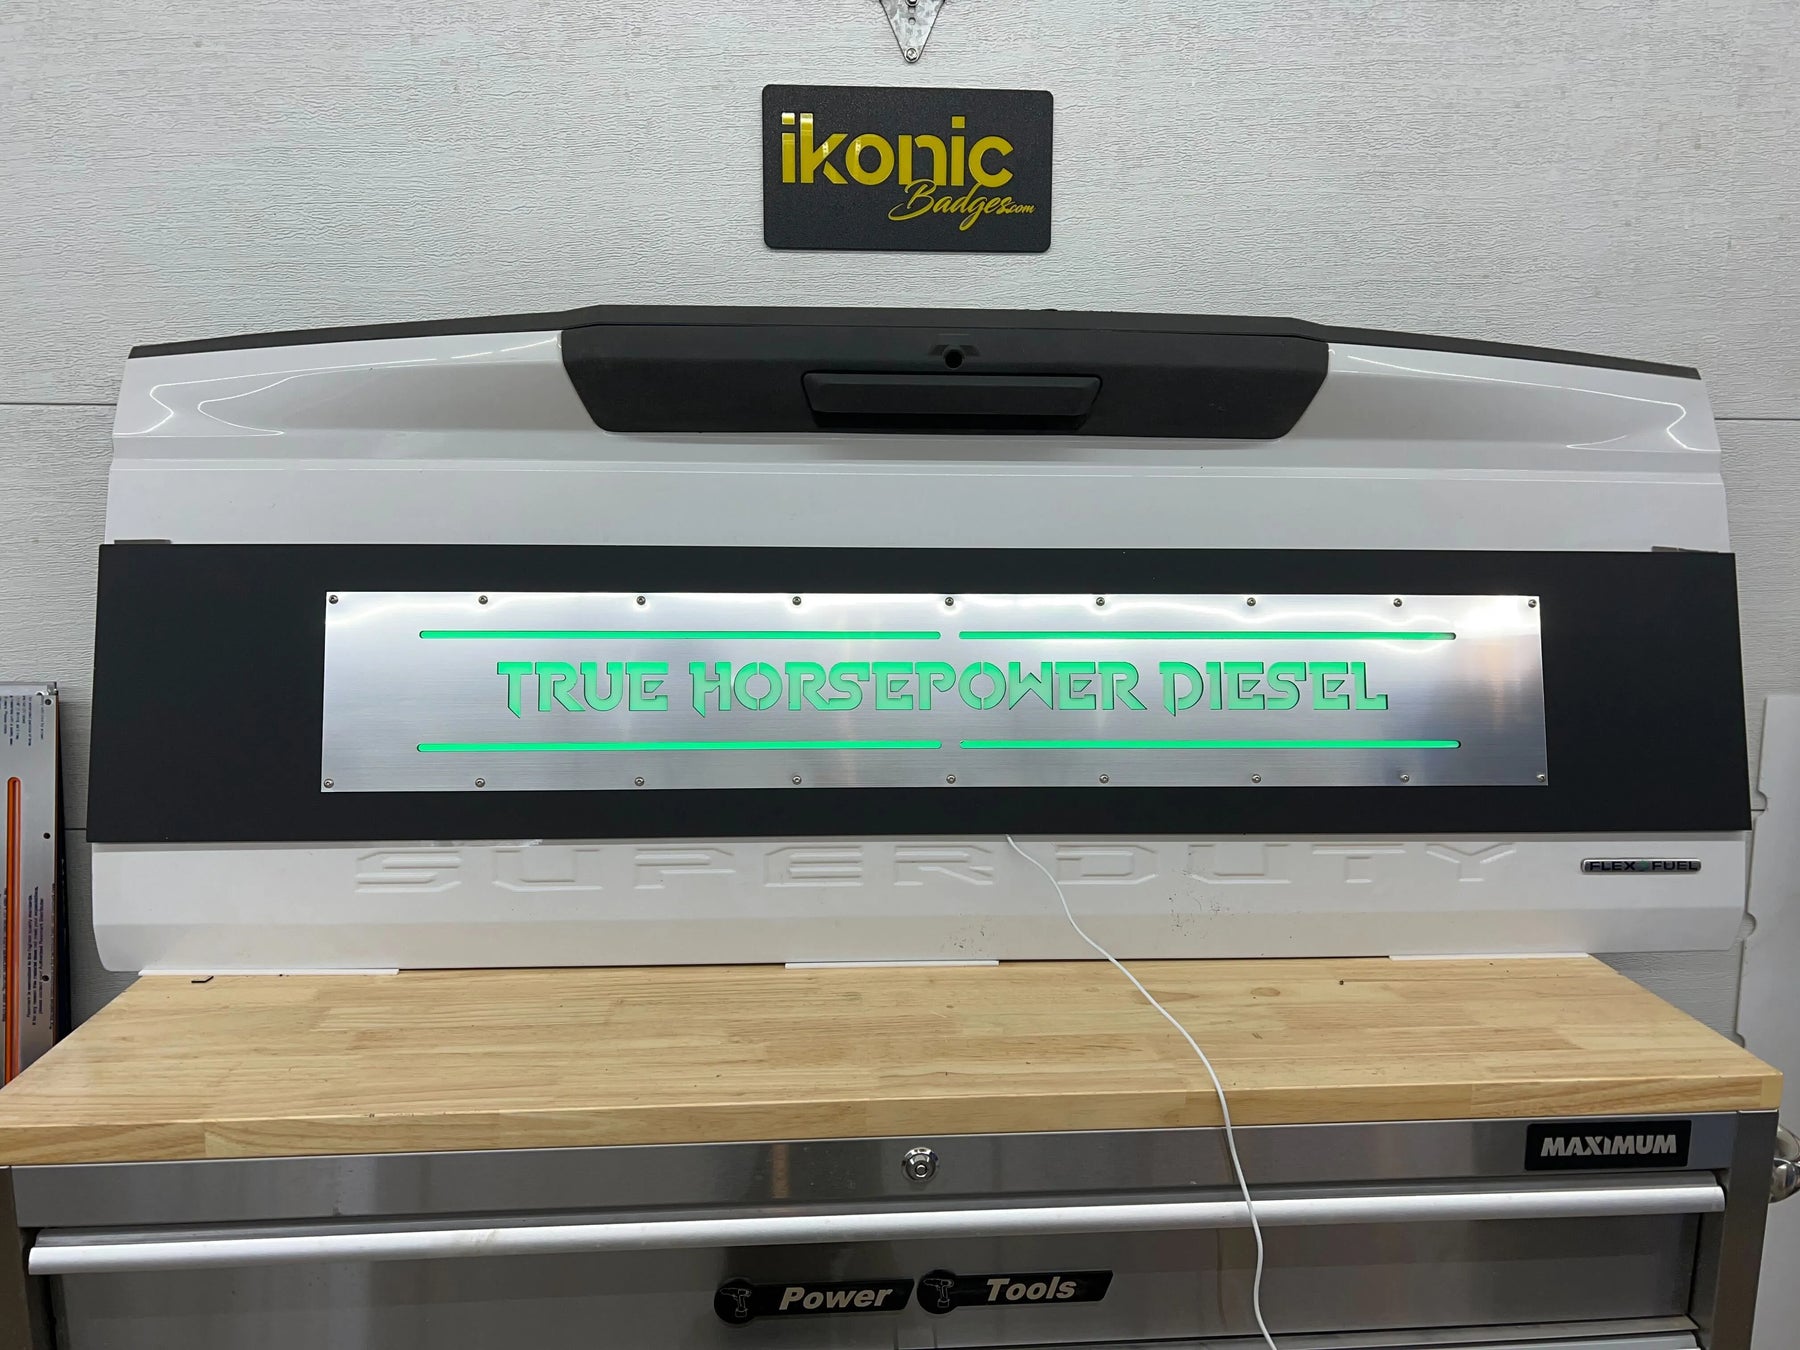 ikonic
Badges.com
TRUE HORSEPOWER DIESEL
SUPER DUTY
FLEX FUEL
MAXIMUM
Power Tools